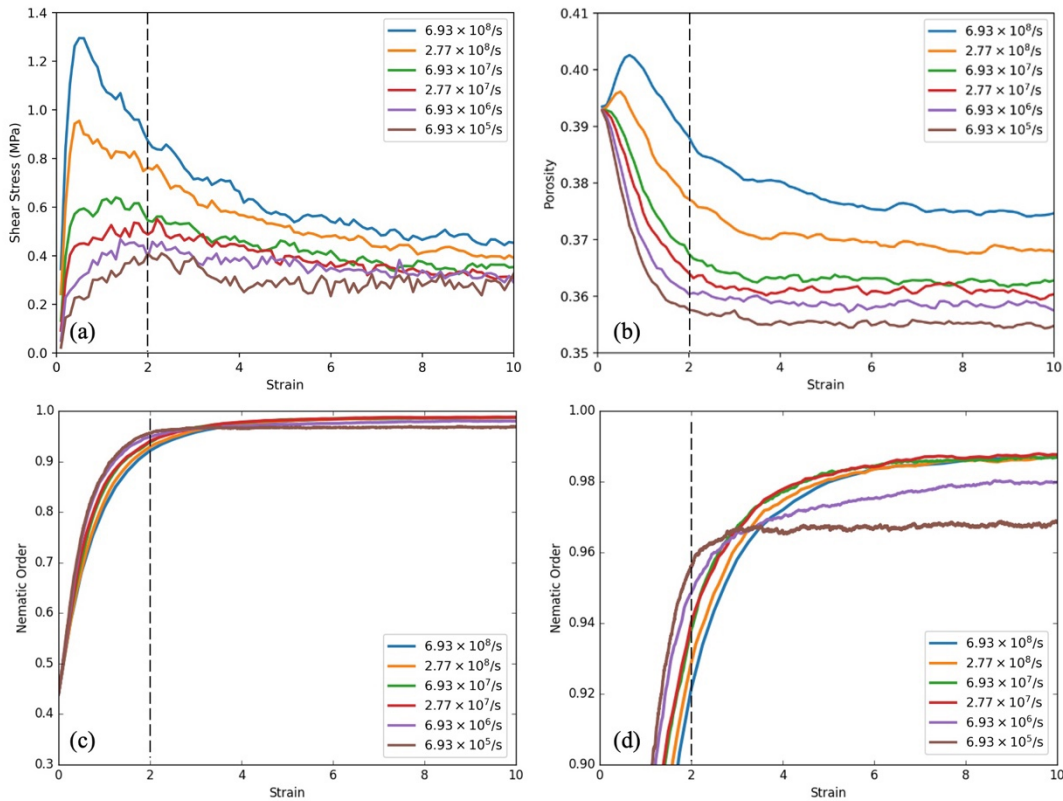 1.4
1.2
1.0
0.8
0.6
0.4
0.2
0.0
Shear Stress (MPa)
6.93 × 10⁸/s
2.77 × 10⁸/s
6.93 × 10⁷/s
2.77 × 10⁷/s
6.93 × 10⁶/s
6.93 × 10⁵/s
(a)
0 2 4 6 8 10
Strain
0.41
0.40
0.39
0.38
0.37
0.36
0.35
Porosity
6.93 × 10⁸/s
2.77 × 10⁸/s
6.93 × 10⁷/s
2.77 × 10⁷/s
6.93 × 10⁶/s
6.93 × 10⁵/s
(b)
0 2 4 6 8 10
Strain
1.0
0.9
0.8
0.7
0.6
0.5
0.4
0.3
Nematic Order
6.93 × 10⁸/s
2.77 × 10⁸/s
6.93 × 10⁷/s
2.77 × 10⁷/s
6.93 × 10⁶/s
6.93 × 10⁵/s
(c)
0 2 4 6 8 10
Strain
1.00
0.98
0.96
0.94
0.92
0.90
Nematic Order
6.93 × 10⁸/s
2.77 × 10⁸/s
6.93 × 10⁷/s
2.77 × 10⁷/s
6.93 × 10⁶/s
6.93 × 10⁵/s
(d)
0 2 4 6 8 10
Strain